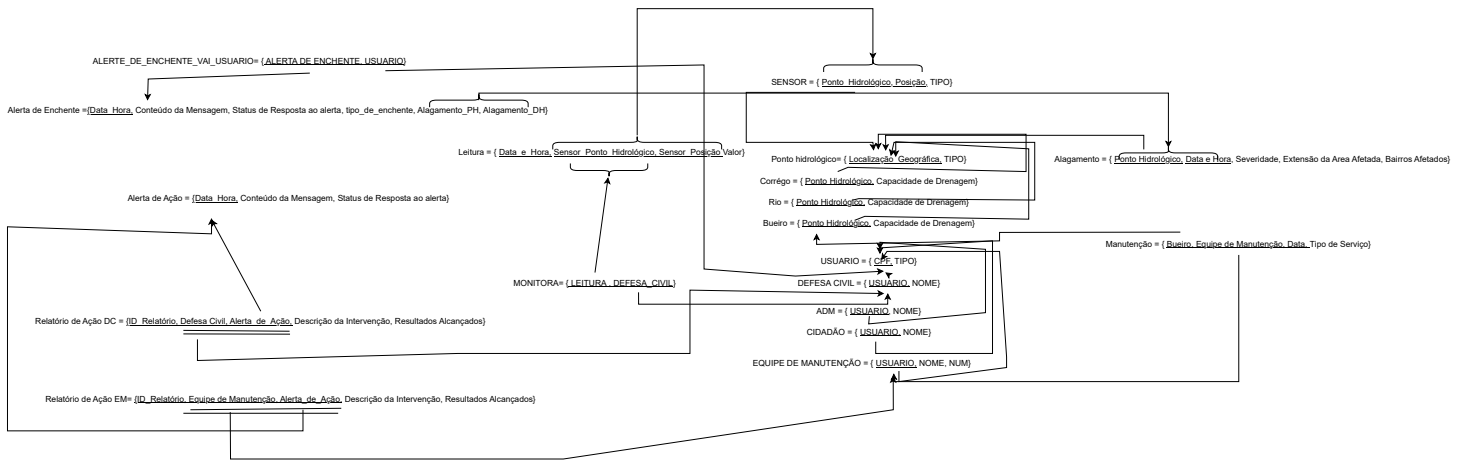 ALERTE_DE_ENCHENTE_VAI_USUARIO= { ALERTA DE ENCHENTE, USUARIO}
SENSOR = { Ponto_Hidrológico, Posição, TIPO}
Alerta de Enchente ={Data_Hora, Conteúdo da Mensagem, Status de Resposta ao alerta, tipo_de_enchente, Alagamento_PH, Alagamento_DH}
Leitura = { Data_e_Hora, Sensor_Ponto_Hidrológico, Sensor_Posição Valor}
Ponto hidrológico= { Localização_Geográfica, TIPO}
Alagamento = { Ponto Hidrológico, Data e Hora, Severidade, Extensão da Area Afetada, Bairros Afetados}
Corrégo = { Ponto Hidrológico, Capacidade de Drenagem}
Alerta de Ação = {Data_Hora, Conteúdo da Mensagem, Status de Resposta ao alerta}
Rio = { Ponto Hidrológico, Capacidade de Drenagem}
Bueiro = { Ponto Hidrológico, Capacidade de Drenagem}
Manutenção = { Bueiro, Equipe de Manutenção, Data, Tipo de Serviço}
USUARIO = { CPF, TIPO}
MONITORA= { LEITURA , DEFESA_CIVIL}
DEFESA CIVIL = { USUARIO, NOME}
ADM = { USUARIO, NOME}
Relatório de Ação DC = {ID_Relatório, Defesa Civil, Alerta_de_Ação, Descrição da Intervenção, Resultados Alcançados}
CIDADÃO = { USUARIO, NOME}
EQUIPE DE MANUTENÇÃO = { USUARIO, NOME, NUM}
Relatório de Ação EM= {ID_Relatório, Equipe de Manutenção, Alerta_de_Ação, Descrição da Intervenção, Resultados Alcançados}